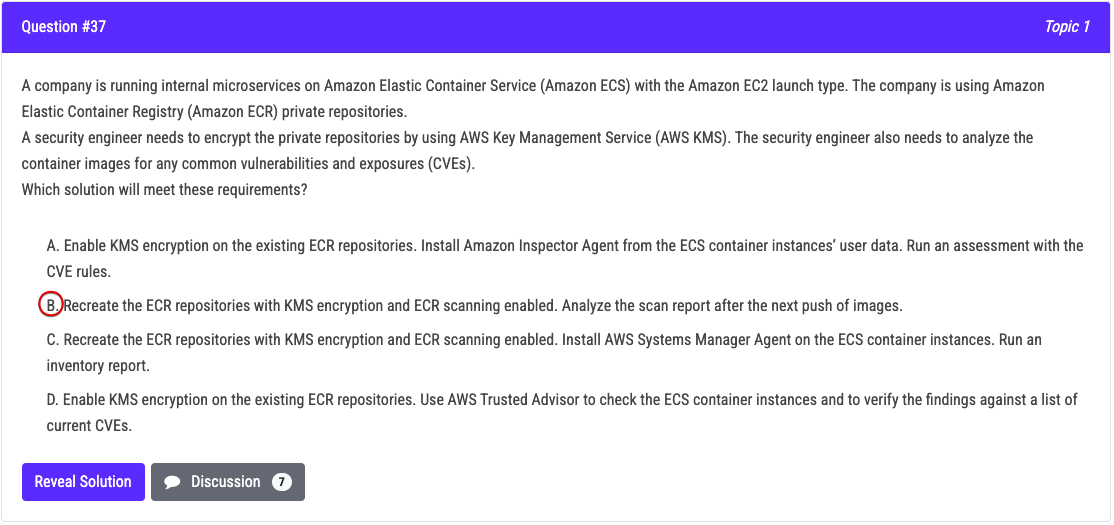 Question #37
Topic 1
A company is running internal microservices on Amazon Elastic Container Service (Amazon ECS) with the Amazon EC2 launch type. The company is using Amazon
Elastic Container Registry (Amazon ECR) private repositories.
A security engineer needs to encrypt the private repositories by using AWS Key Management Service (AWS KMS). The security engineer also needs to analyze the
container images for any common vulnerabilities and exposures (CVEs).
Which solution will meet these requirements?
A. Enable KMS encryption on the existing ECR repositories. Install Amazon Inspector Agent from the ECS container instances’ user data. Run an assessment with the
CVE rules.
B. Recreate the ECR repositories with KMS encryption and ECR scanning enabled. Analyze the scan report after the next push of images.
C. Recreate the ECR repositories with KMS encryption and ECR scanning enabled. Install AWS Systems Manager Agent on the ECS container instances. Run an
inventory report.
D. Enable KMS encryption on the existing ECR repositories. Use AWS Trusted Advisor to check the ECS container instances and to verify the findings against a list of
current CVEs.
Reveal Solution
Discussion 7